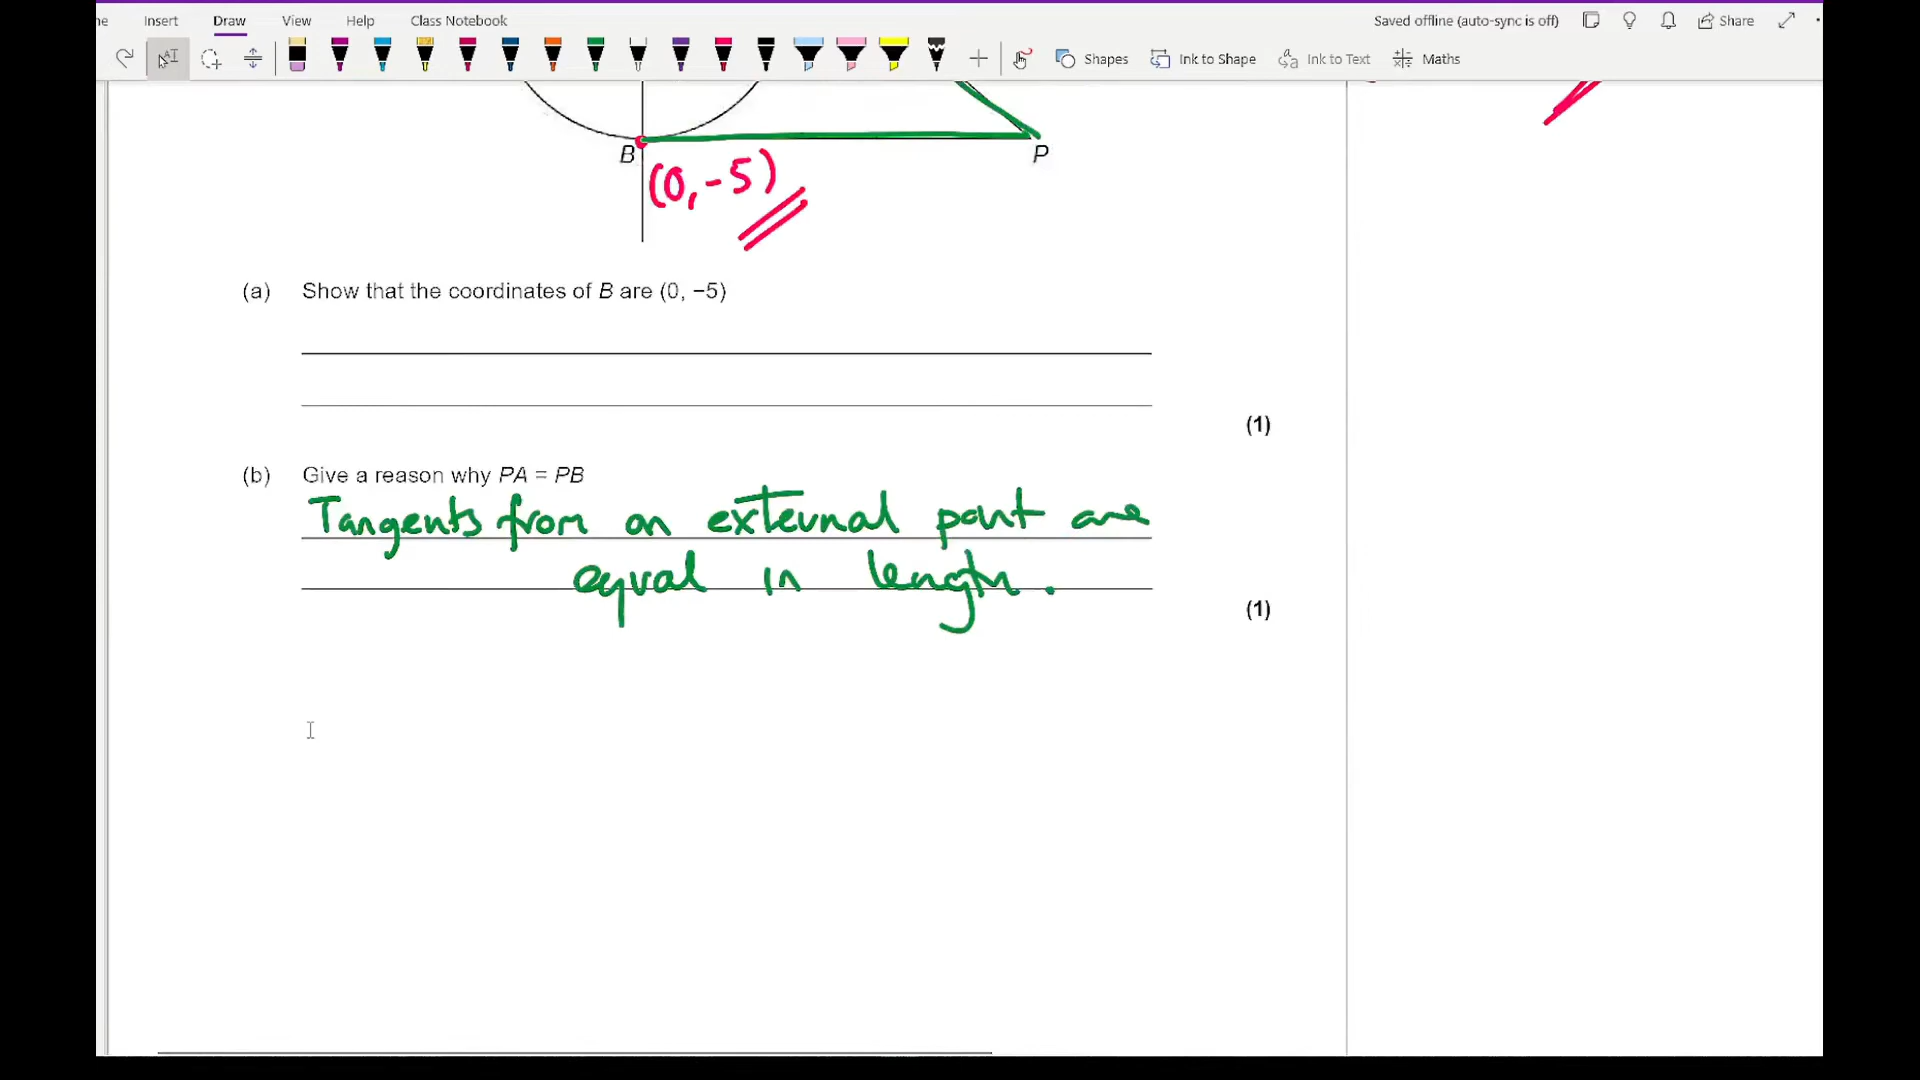 ne Insert Draw View Help Class Notebook Saved offline (auto-sync is off) Share
AI Shapes Ink to Shape Ink to Text Maths
B P
(0, -5)
(a) Show that the coordinates of B are (0, −5)
(1)
(b) Give a reason why PA = PB
Tangents from an external point are
equal in length.
(1)